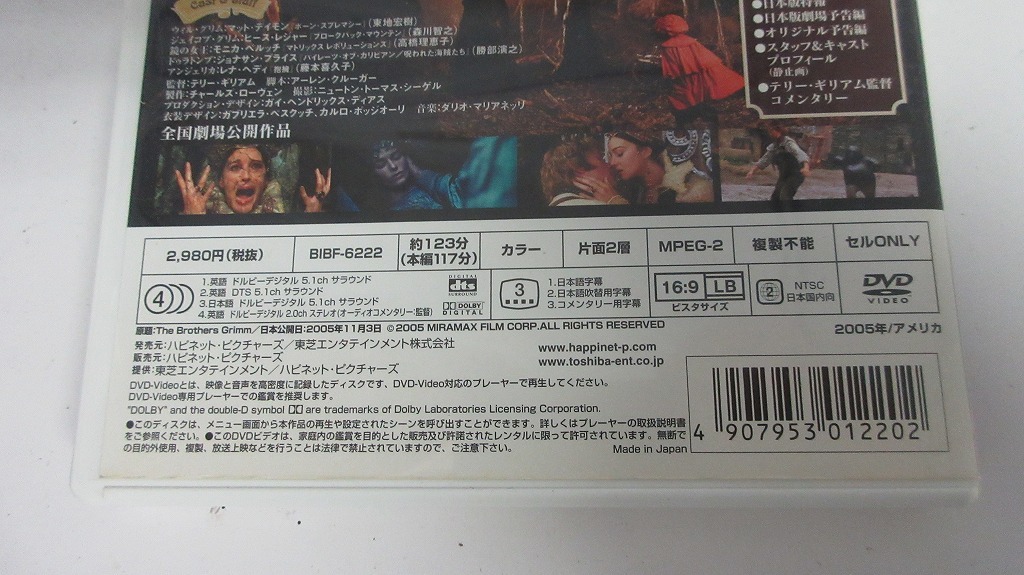 Cast & Staff
ウィル・グリム：マット・デイモン『ボーン・スプレマシー』(東地宏樹)
ジェイコブ・グリム：ヒース・レジャー『ブロークバック・マウンテン』(森川智之)
鏡の女王：モニカ・ベルッチ『マトリックス レボリューションズ』(高橋理恵子)
ドゥラトンブ：ジョナサン・プライス『パイレーツ・オブ・カリビアン／呪われた海賊たち』(勝部演之)
アンジェリカ：レナ・ヘディ『抱擁』(藤本喜久子)
監督：テリー・ギリアム 脚本：アーレン・クルーガー
製作：チャールズ・ローヴェン 撮影：ニュートン・トーマス・シーゲル
プロダクション・デザイン：ガイ・ヘンドリックス・ディアス
衣装デザイン：ガブリエラ・ペスクッチ、カルロ・ポッジオーリ 音楽：ダリオ・マリアネッリ
全国劇場公開作品
●日本版特報
●日本版劇場予告編
●オリジナル予告編
●スタッフ&キャスト
プロフィール
(静止画)
●テリー・ギリアム監督
コメンタリー
2,980円(税抜) BIBF-6222 約123分 (本編117分) カラー 片面2層 MPEG-2 複製不能 セルONLY
4
1.英語 ドルビーデジタル 5.1ch サラウンド
2.英語 DTS 5.1ch サラウンド
3.日本語 ドルビーデジタル 5.1ch サラウンド
4.英語 ドルビーデジタル 2.0ch ステレオ(オーディオコメンタリー:監督)
DIGITAL dts SURROUND
DOLBY DIGITAL
3
1.日本語字幕
2.日本語吹替用字幕
3.コメンタリー用字幕
16:9 LB
ビスタサイズ
2
NTSC
日本国内向
DVD VIDEO
原題:The Brothers Grimm／日本公開日:2005年11月3日 © 2005 MIRAMAX FILM CORP.ALL RIGHTS RESERVED
2005年/アメリカ
発売元:ハピネット・ピクチャーズ／東芝エンタテインメント株式会社
販売元:ハピネット・ピクチャーズ
提供:東芝エンタテインメント／ハピネット・ピクチャーズ
www.happinet-p.com
www.toshiba-ent.co.jp
DVD-Videoとは、映像と音声を高密度に記録したディスクです、DVD-Video対応のプレーヤーで再生してください。
DVD-Video専用プレーヤーでの鑑賞を推奨します。
"DOLBY" and the double-D symbol are trademarks of Dolby Laboratories Licensing Corporation.
●このディスクは、メニュー画面から本作品の再生や設定されたシーンを呼び出すことができます。詳しくはプレーヤーの取扱説明書
をご参照ください。●このDVDビデオは、家庭内の鑑賞を目的とした販売及び許諾されたレンタルに限って許可されています。無断で
の目的外使用、複製、放送上映などを行うことは法律で禁止されていますので、ご注意下さい。
Made in Japan
4 907953 012202